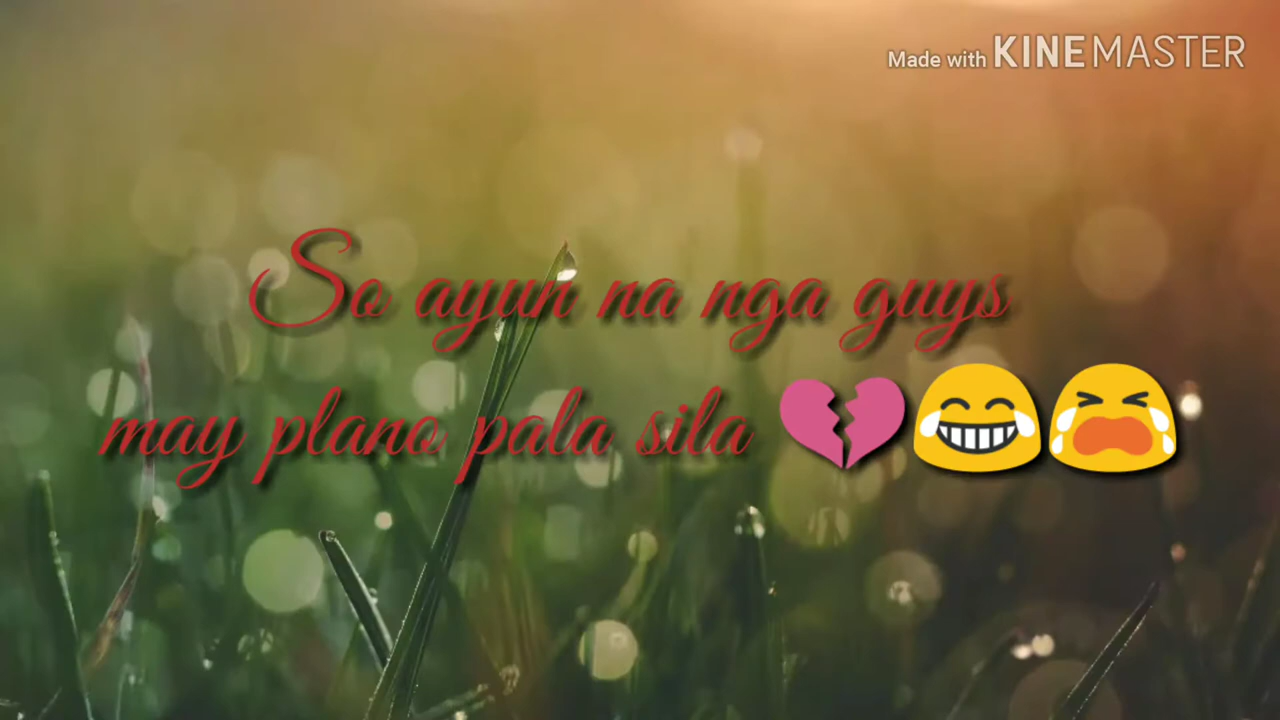 Made with KINEMASTER
So ayun na nga guys
may plano pala sila 💔😂😭